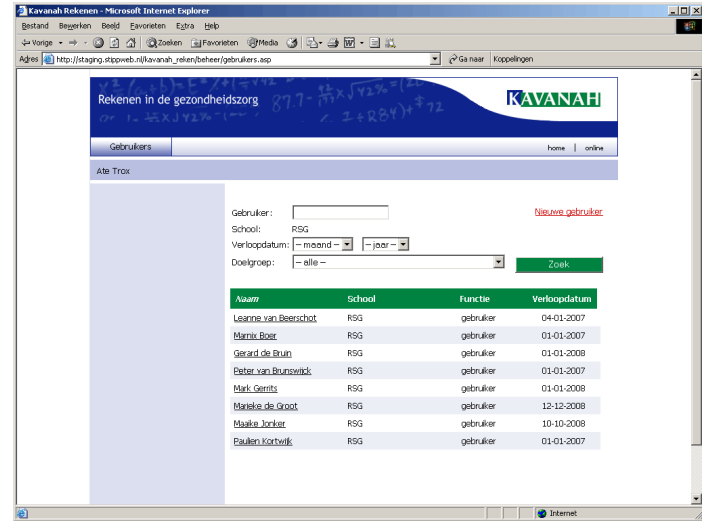 Kavanah Rekenen - Microsoft Internet Explorer
Bestand Bewerken Beeld Favorieten Extra Help
Vorige Zoeken Favorieten Media
Adres http://staging.stippweb.nl/kavanah_reken/beheer/gebruikers.asp Ga naar Koppelingen
Rekenen in de gezondheidszorg
KAVANAH
Gebruikers home | online
Ate Trox
Gebruiker: Nieuwe gebruiker
School: RSG
Verloopdatum: -- maand -- -- jaar --
Doelgroep: -- alle --
Zoek
Naam School Functie Verloopdatum
Leanne van Beerschot RSG gebruiker 04-01-2007
Marnix Boer RSG gebruiker 01-01-2007
Gerard de Bruin RSG gebruiker 01-01-2008
Peter van Brunswijck RSG gebruiker 01-01-2007
Mark Gerrits RSG gebruiker 01-01-2008
Marieke de Groot RSG gebruiker 12-12-2008
Maaike Jonker RSG gebruiker 10-10-2008
Paulien Kortwijk RSG gebruiker 01-01-2007
Internet